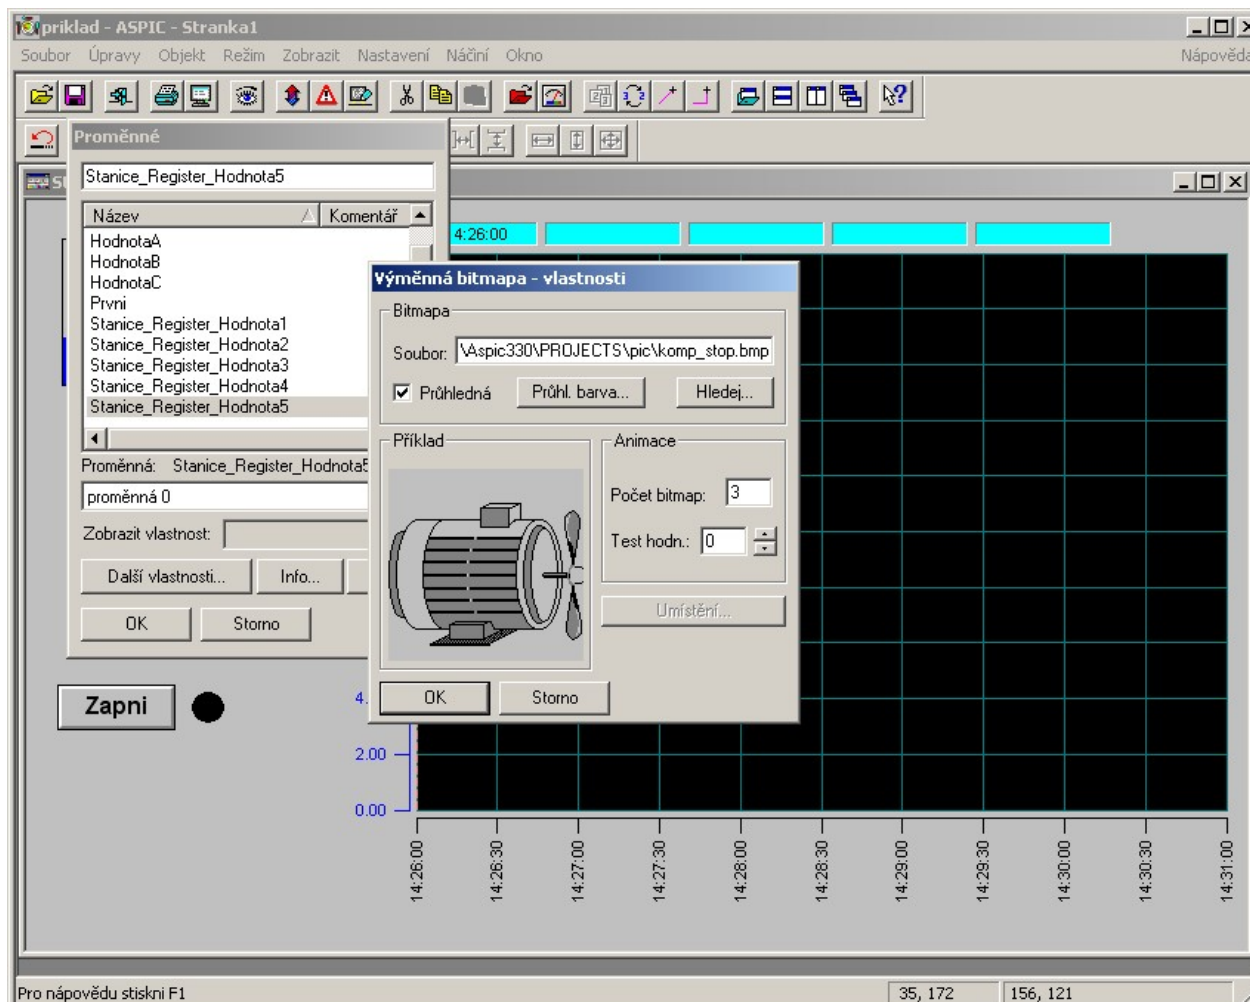 priklad - ASPIC - Stranka1
Soubor Úpravy Objekt Režim Zobrazit Nastavení Náčiní Okno Nápověda
Proměnné
Stanice_Register_Hodnota5
Název Komentář
HodnotaA
HodnotaB
HodnotaC
Prvni
Stanice_Register_Hodnota1
Stanice_Register_Hodnota2
Stanice_Register_Hodnota3
Stanice_Register_Hodnota4
Stanice_Register_Hodnota5
Proměnná: Stanice_Register_Hodnota5
proměnná 0
Zobrazit vlastnost:
Další vlastnosti... Info...
OK Storno
4:26:00
Výměnná bitmapa - vlastnosti
Bitmapa
Soubor: \Aspic330\PROJECTS\pic\komp_stop.bmp
Průhledná Průhl. barva... Hledej...
Příklad
Animace
Počet bitmap: 3
Test hodn.: 0
Umístění...
OK Storno
Zapni
4.
2.00
0.00
14:26:00 14:26:30 14:27:00 14:27:30 14:28:00 14:28:30 14:29:00 14:29:30 14:30:00 14:30:30 14:31:00
Pro nápovědu stiskni F1 35, 172 156, 121